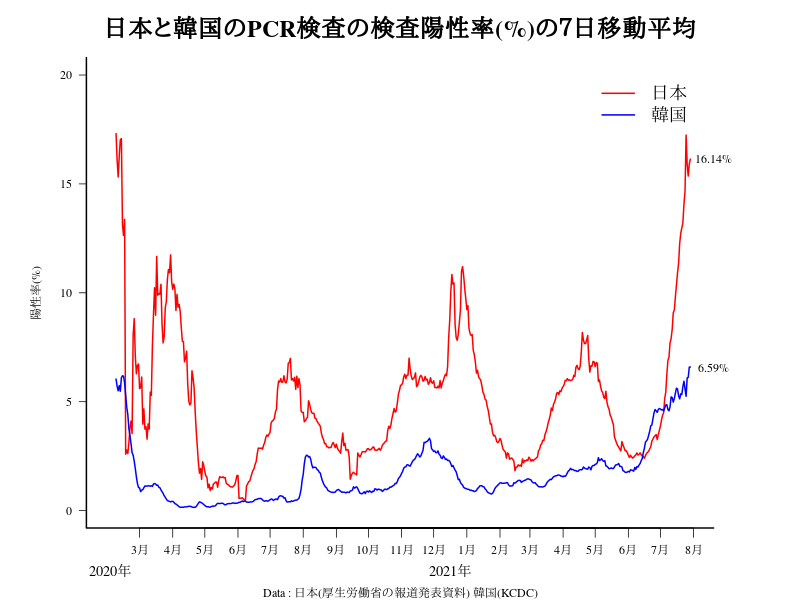 日本と韓国のPCR検査の検査陽性率(%)の7日移動平均
日本
韓国
陽性率(%)
20
15
10
5
0
16.14%
6.59%
3月 4月 5月 6月 7月 8月 9月 10月 11月 12月 1月 2月 3月 4月 5月 6月 7月 8月
2020年 2021年
Data : 日本(厚生労働省の報道発表資料) 韓国(KCDC)